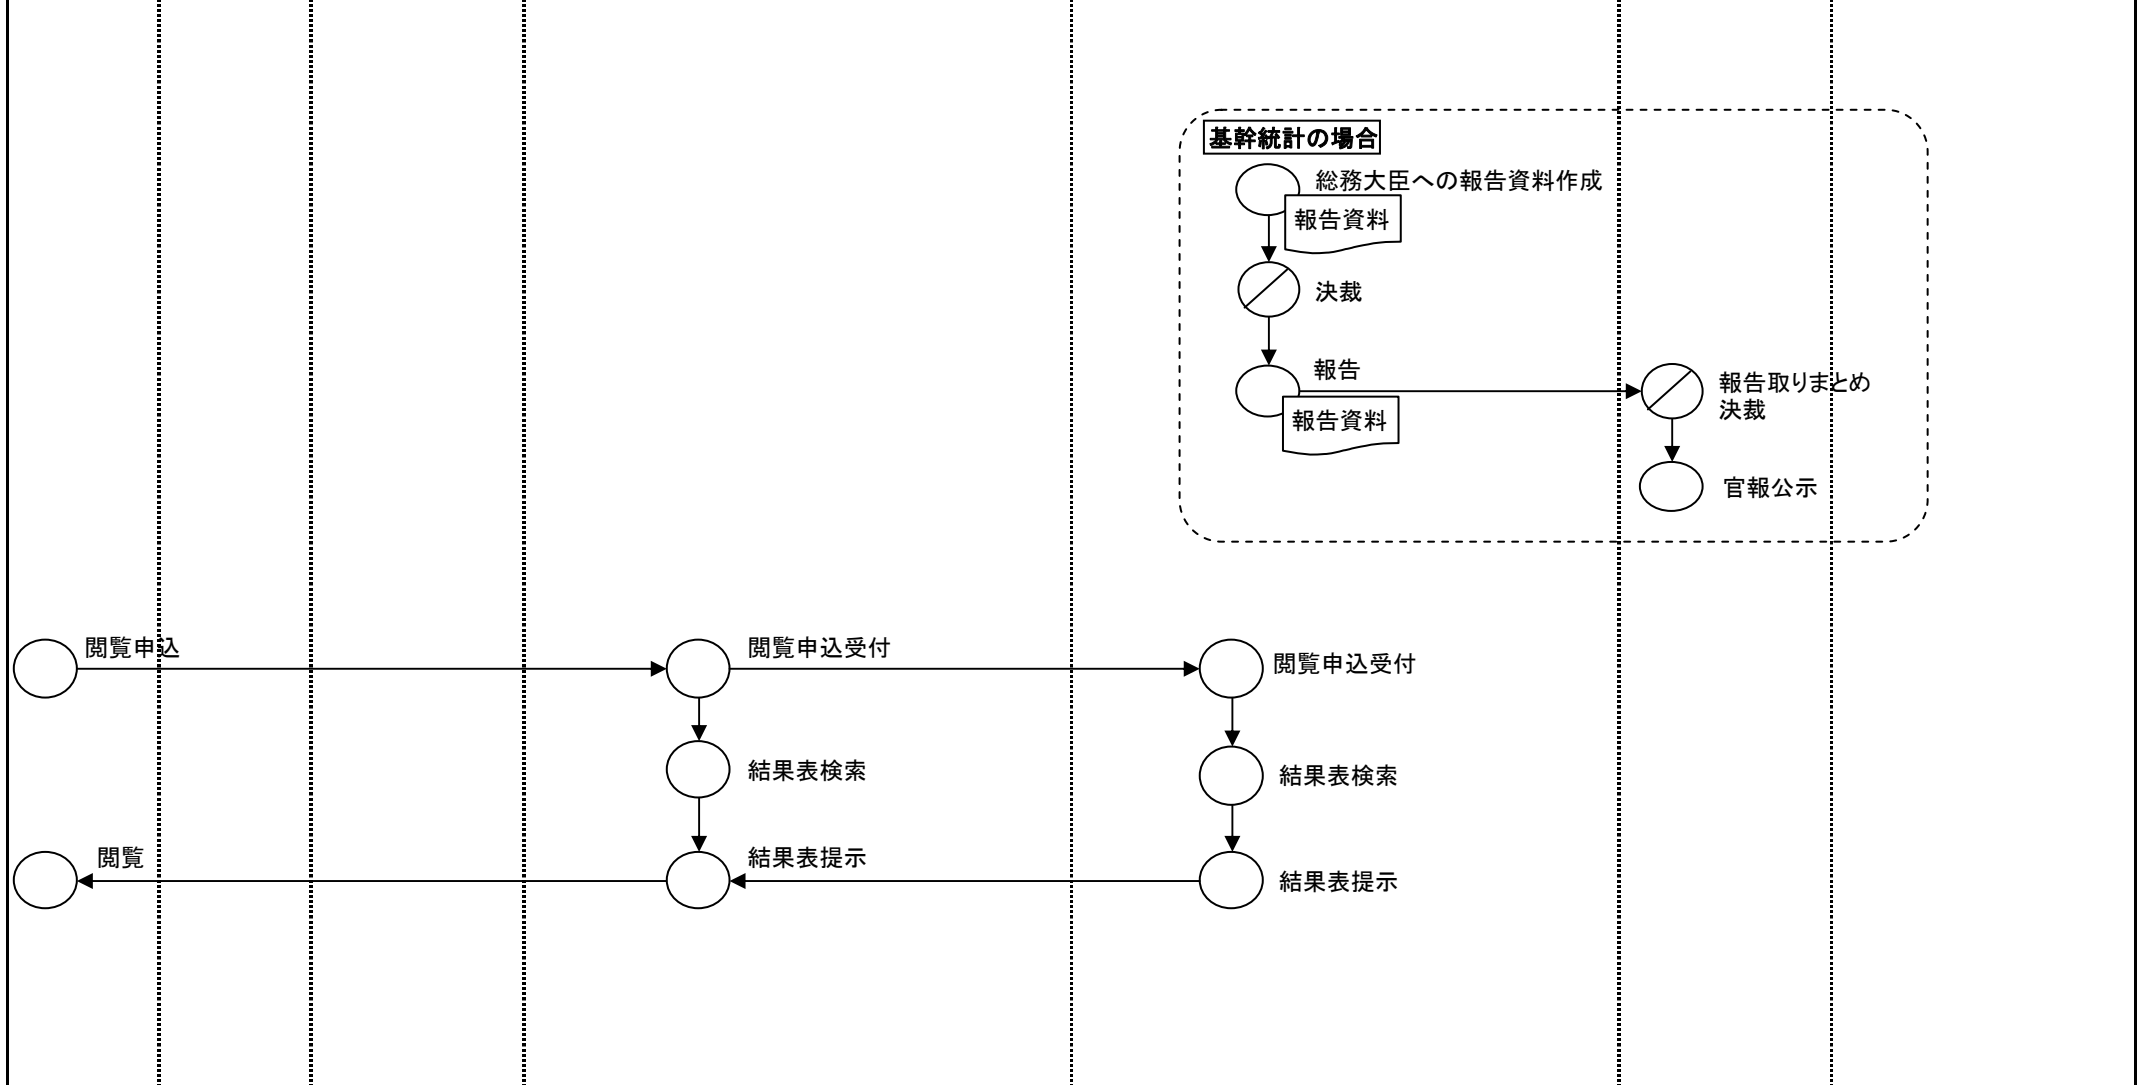 基幹統計の場合
総務大臣への報告資料作成
報告資料
決裁
報告
報告資料
報告取りまとめ
決裁
官報公示
閲覧申込
閲覧申込受付
閲覧申込受付
結果表検索
結果表検索
閲覧
結果表提示
結果表提示